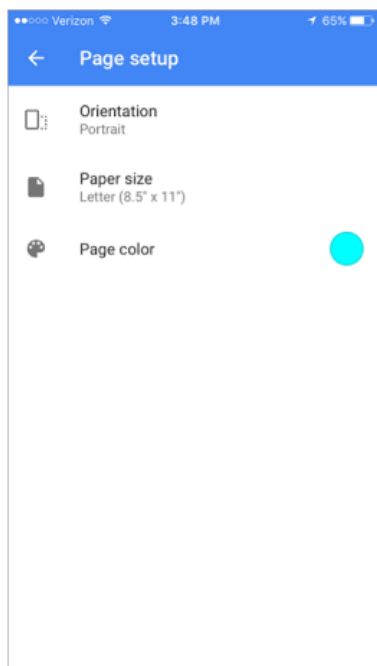 Verizon 3:48 PM 65%
Page setup
Orientation
Portrait
Paper size
Letter (8.5" x 11")
Page color